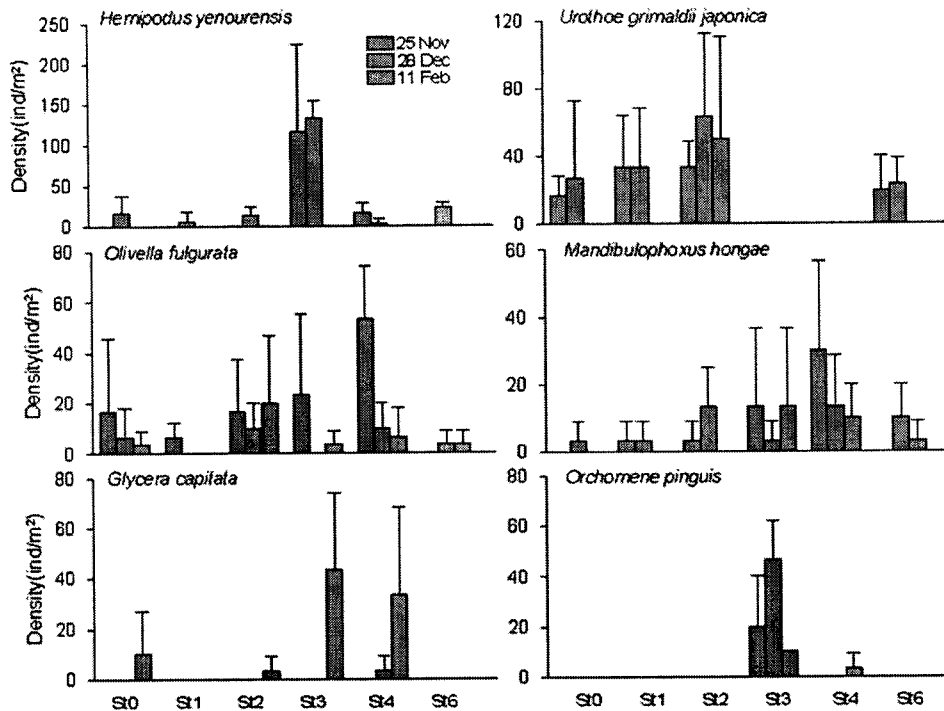 Hemipodus yenourensis
Density(ind/m²)
250
200
150
100
50
0
25 Nov
28 Dec
11 Feb
Urothoe grimaldii japonica
120
80
40
0
Olivella fulgurata
Density(ind/m²)
80
60
40
20
0
Mandibulophoxus hongae
60
40
20
0
Glycera capitata
Density(ind/m²)
80
60
40
20
0
St0 St1 St2 St3 St4 St6
Orchomene pinguis
80
60
40
20
0
St0 St1 St2 St3 St4 St6